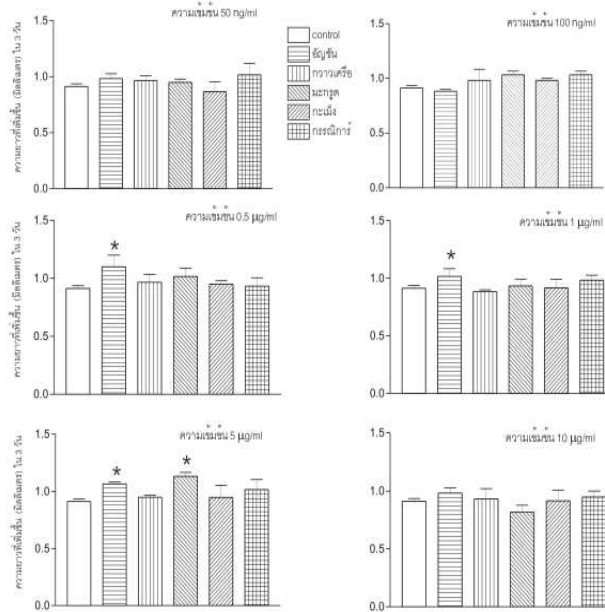 ความเข้มข้น 50 ng/ml
ความเข้มข้น 100 ng/ml
control
อัญชัน
กวาวเครือ
มะกรูด
กะเม็ง
กรรณิการ์
ความยาวที่เพิ่มขึ้น (มิลลิเมตร) ใน 3 วัน
1.5
1.0
0.5
0.0
1.5
1.0
0.5
1.0
ความเข้มข้น 0.5 µg/ml
ความเข้มข้น 1 µg/ml
ความยาวที่เพิ่มขึ้น (มิลลิเมตร) ใน 3 วัน
1.5
1.0
0.5
0.0
*
1.5
1.0
0.5
0.0
*
ความเข้มข้น 5 µg/ml
ความเข้มข้น 10 µg/ml
ความยาวที่เพิ่มขึ้น (มิลลิเมตร) ใน 3 วัน
1.5
1.0
0.5
0.0
*
*
1.5
1.0
0.5
0.0